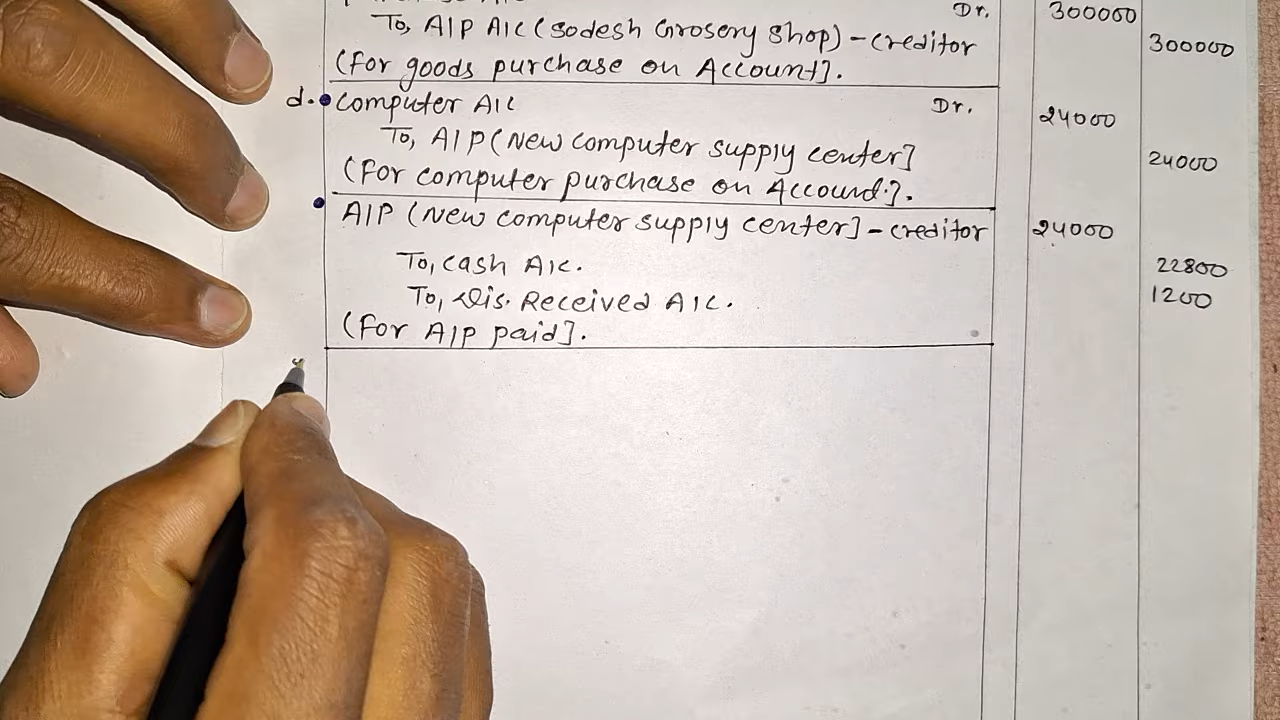 Dr. 300000
To, A/P A/C (Sodesh Grosery Shop) - Creditor 300000
(For goods purchase on Account].
d. Computer A/C Dr. 24000
To, A/P (New computer supply center] 24000
(For computer purchase on Accound.].
A/P (New computer supply center] - Creditor 24000
To, cash A/C. 22800
To, Dis. Received A/C. 1200
(For A/P paid].